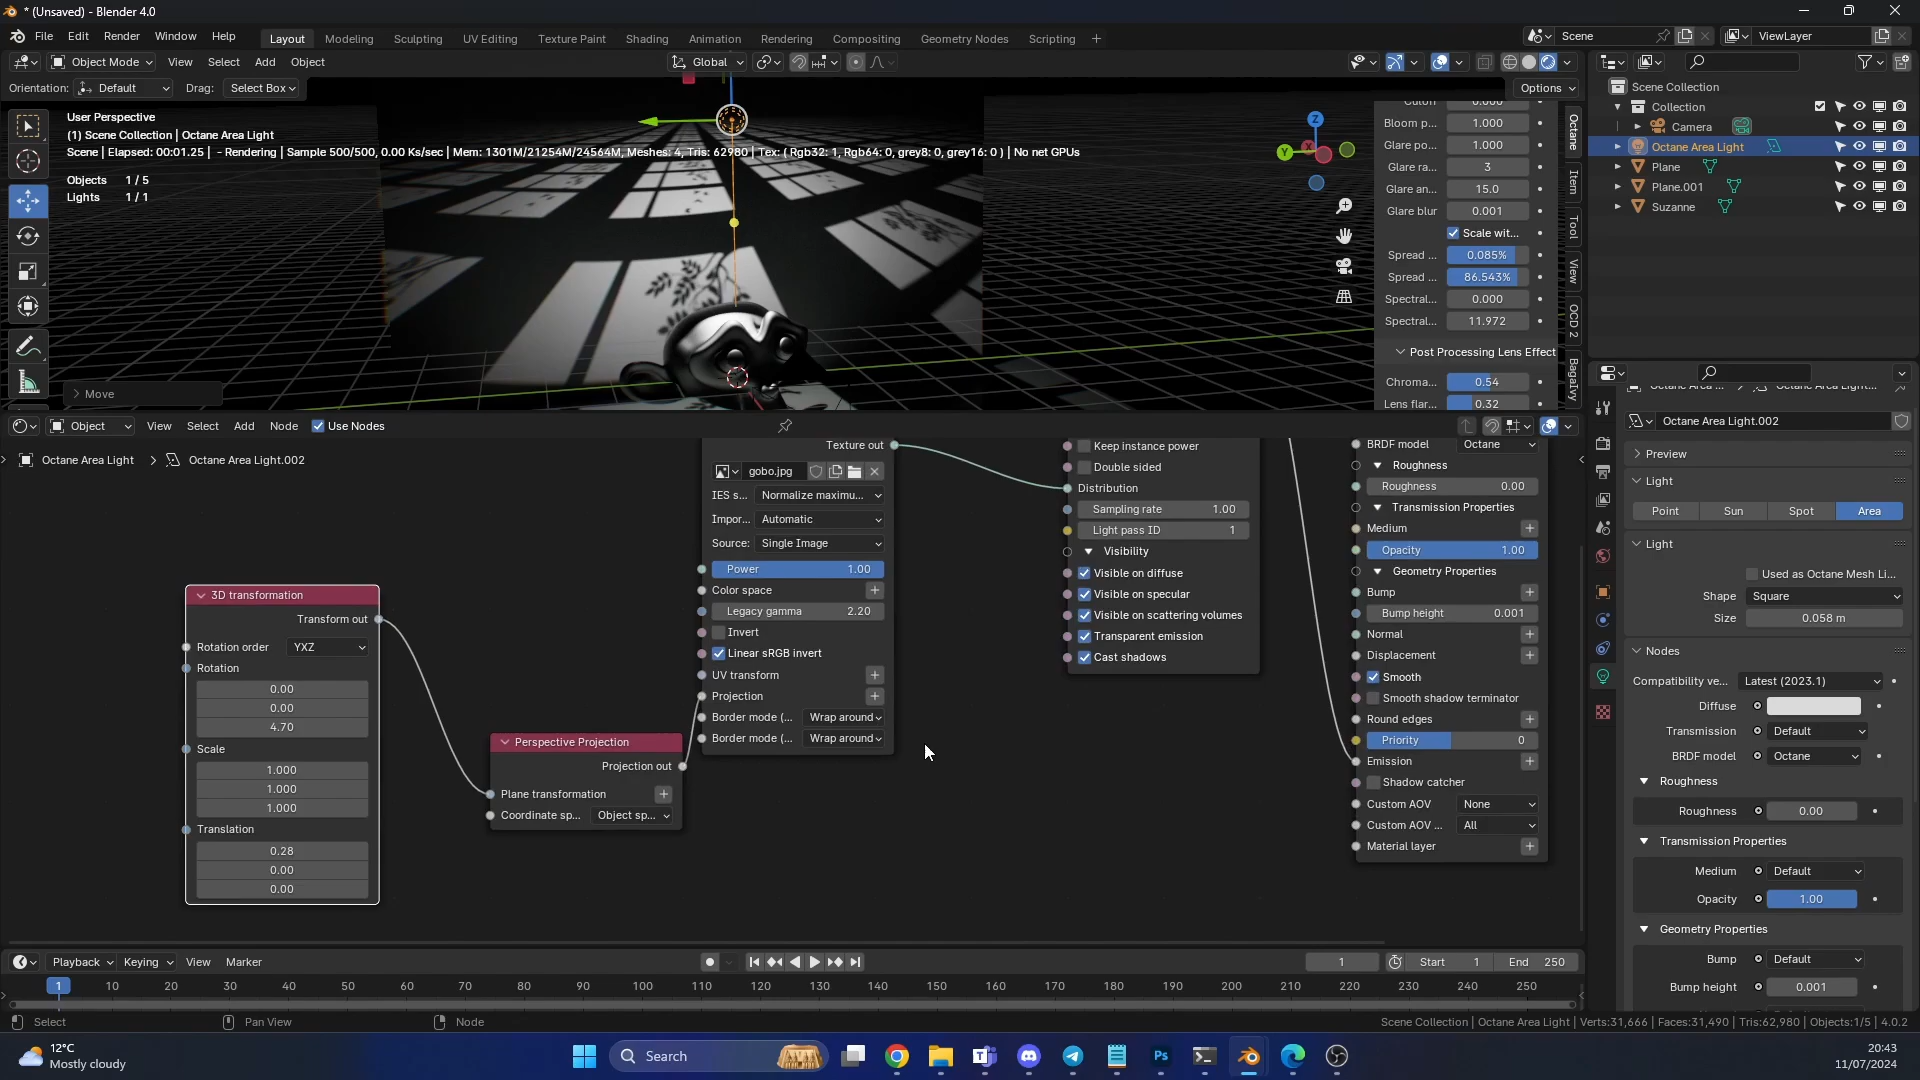 * (Unsaved) - Blender 4.0
File Edit Render Window Help
Layout Modeling Sculpting UV Editing Texture Paint Shading Animation Rendering Compositing Geometry Nodes Scripting +
Scene
ViewLayer
Object Mode View Select Add Object
Global
Orientation: Default Drag: Select Box
Options
User Perspective
(1) Scene Collection | Octane Area Light
Scene | Elapsed: 00:01.25 | - Rendering | Sample 500/500, 0.00 Ks/sec | Mem: 1301M/21254M/24564M, Meshes: 4, Tris: 62980 | Tex: ( Rgb32: 1, Rgb64: 0, grey8: 0, grey16: 0 ) | No net GPUs
Objects 1 / 5
Lights 1 / 1
Z
Y
Move
Bloom p... 1.000
Glare po... 1.000
Glare ra... 3
Glare an... 15.0
Glare blur 0.001
Scale wit...
Spread ... 0.085%
Spread ... 86.543%
Spectral... 0.000
Spectral... 11.972
Post Processing Lens Effect
Chroma... 0.54
Lens flar... 0.32
Octane
Item
Tool
View
OCD 2
BagaIvy
Scene Collection
Collection
Camera
Octane Area Light
Plane
Plane.001
Suzanne
Object View Select Add Node Use Nodes
Octane Area Light > Octane Area Light.002
3D transformation
Transform out
Rotation order YXZ
Rotation
0.00
0.00
4.70
Scale
1.000
1.000
1.000
Translation
0.28
0.00
0.00
Perspective Projection
Projection out
Plane transformation
Coordinate sp... Object sp...
Texture out
gobo.jpg
IES s... Normalize maximu...
Impor... Automatic
Source: Single Image
Power 1.00
Color space
Legacy gamma 2.20
Invert
Linear sRGB invert
UV transform
Projection
Border mode (... Wrap around
Border mode (... Wrap around
Keep instance power
Double sided
Distribution
Sampling rate 1.00
Light pass ID 1
Visibility
Visible on diffuse
Visible on specular
Visible on scattering volumes
Transparent emission
Cast shadows
BRDF model Octane
Roughness
Roughness 0.00
Transmission Properties
Medium
Opacity 1.00
Geometry Properties
Bump
Bump height 0.001
Normal
Displacement
Smooth
Smooth shadow terminator
Round edges
Priority 0
Emission
Shadow catcher
Custom AOV None
Custom AOV ... All
Material layer
Octane Area Light.002
Preview
Light
Point Sun Spot Area
Light
Used as Octane Mesh Li...
Shape Square
Size 0.058 m
Nodes
Compatibility ve... Latest (2023.1)
Diffuse
Transmission Default
BRDF model Octane
Roughness
Roughness 0.00
Transmission Properties
Medium Default
Opacity 1.00
Geometry Properties
Bump Default
Bump height 0.001
Playback Keying View Marker
1 Start 1 End 250
1 10 20 30 40 50 60 70 80 90 100 110 120 130 140 150 160 170 180 190 200 210 220 230 240 250
Select Pan View Node
Scene Collection | Octane Area Light | Verts:31,666 | Faces:31,490 | Tris:62,980 | Objects:1/5 | 4.0.2
12°C
Mostly cloudy
Search
Ps
20:43
11/07/2024